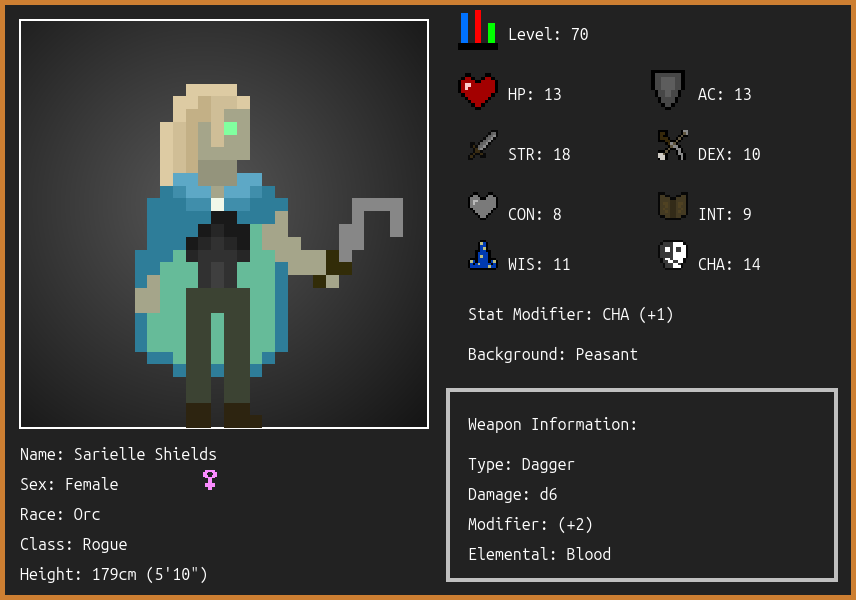 Level: 70
HP: 13
AC: 13
STR: 18
DEX: 10
CON: 8
INT: 9
WIS: 11
CHA: 14
Stat Modifier: CHA (+1)
Background: Peasant
Weapon Information:
Type: Dagger
Damage: d6
Modifier: (+2)
Elemental: Blood
Name: Sarielle Shields
Sex: Female
Race: Orc
Class: Rogue
Height: 179cm (5'10")